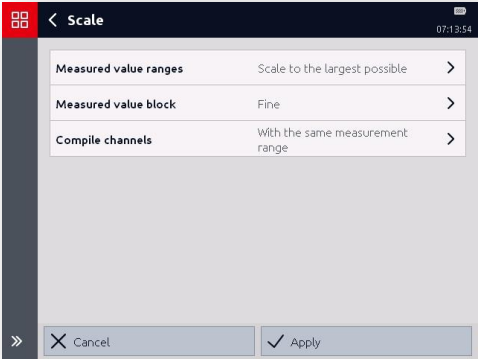 Scale
07:13:54
Measured value ranges Scale to the largest possible
Measured value block Fine
Compile channels With the same measurement
range
Cancel Apply